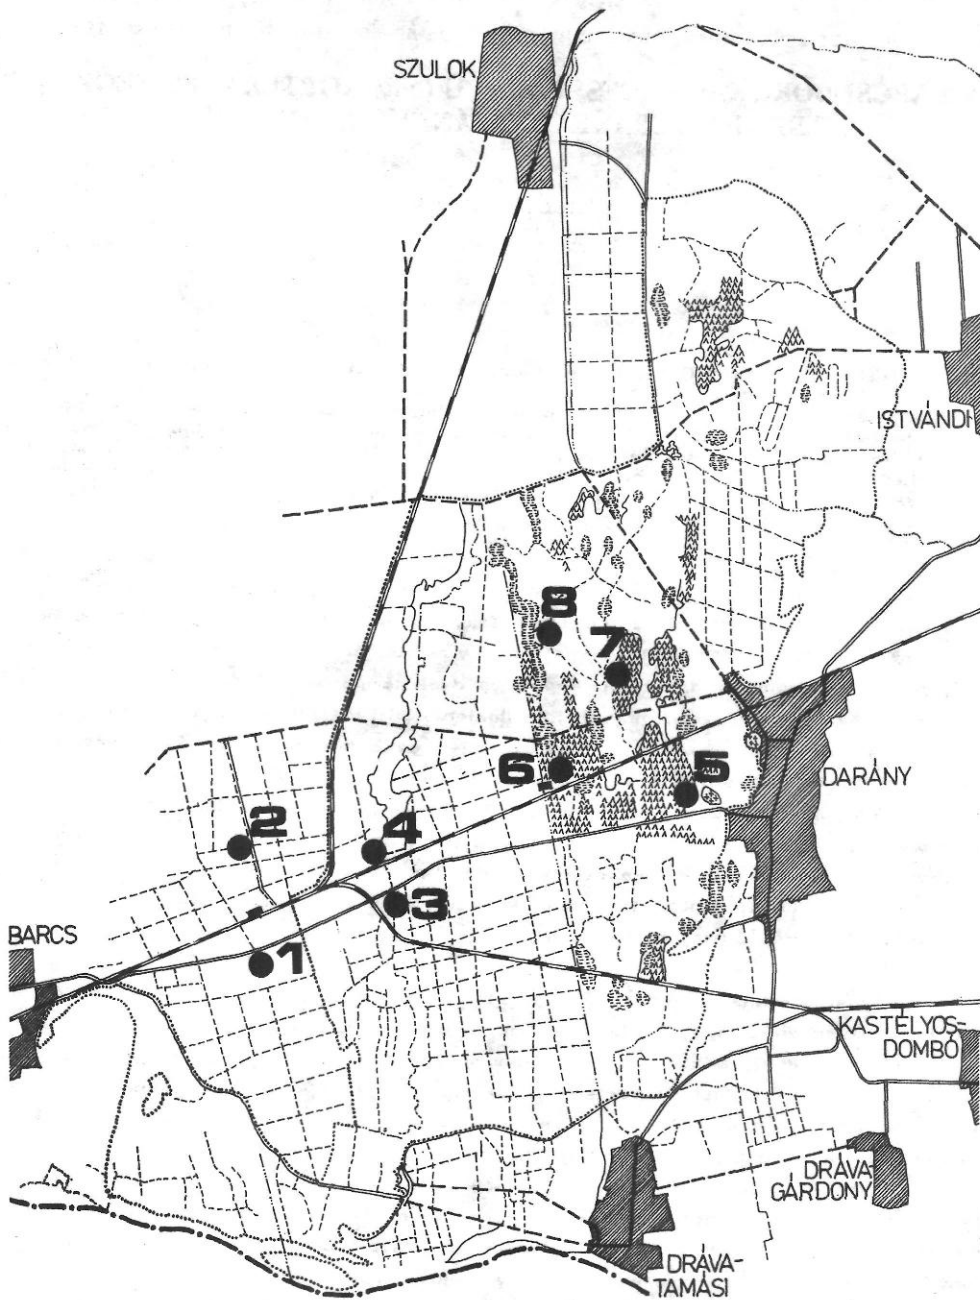 SZULOK
ISTVÁNDI
8
7
6
5
DARÁNY
2
4
3
BARCS
1
KASTÉLYOS-
DOMBÓ
DRÁVA-
GÁRDONY
DRÁVA-
TAMÁSI